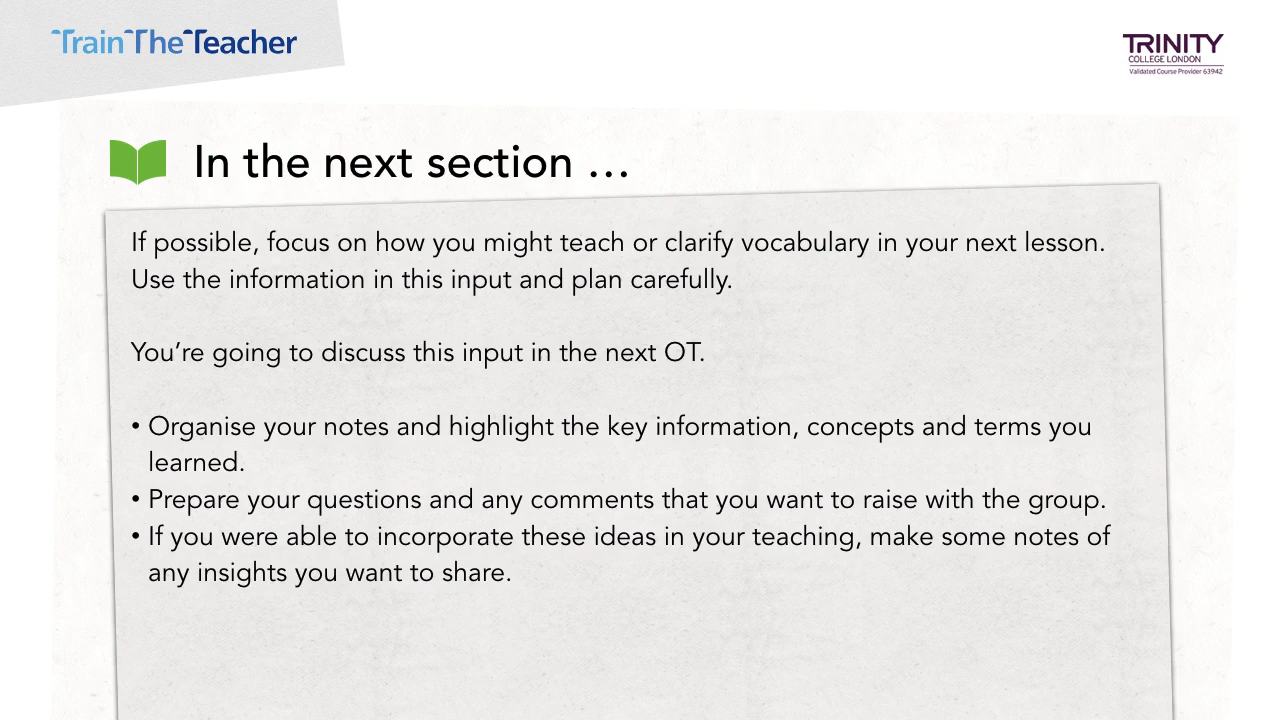 TrainTheTeacher
TRINITY
COLLEGE LONDON
Validated Course Provider 63942
In the next section …
If possible, focus on how you might teach or clarify vocabulary in your next lesson.
Use the information in this input and plan carefully.
You’re going to discuss this input in the next OT.
• Organise your notes and highlight the key information, concepts and terms you
learned.
• Prepare your questions and any comments that you want to raise with the group.
• If you were able to incorporate these ideas in your teaching, make some notes of
any insights you want to share.